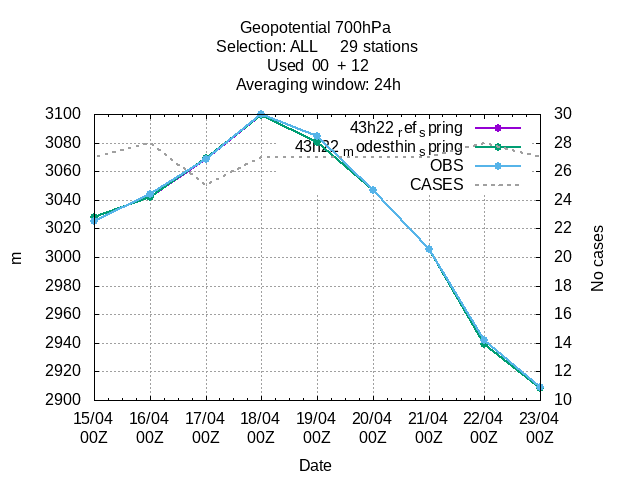 Geopotential 700hPa
Selection: ALL     29 stations
Used  00  + 12
Averaging window: 24h
3100
3080
3060
3040
3020
3000
2980
2960
2940
2920
2900
m
30
28
26
24
22
20
18
16
14
12
10
No cases
43h22_ref_spring
43h22_modesthin_spring
OBS
CASES
15/04 16/04 17/04 18/04 19/04 20/04 21/04 22/04 23/04
00Z 00Z 00Z 00Z 00Z 00Z 00Z 00Z 00Z
Date